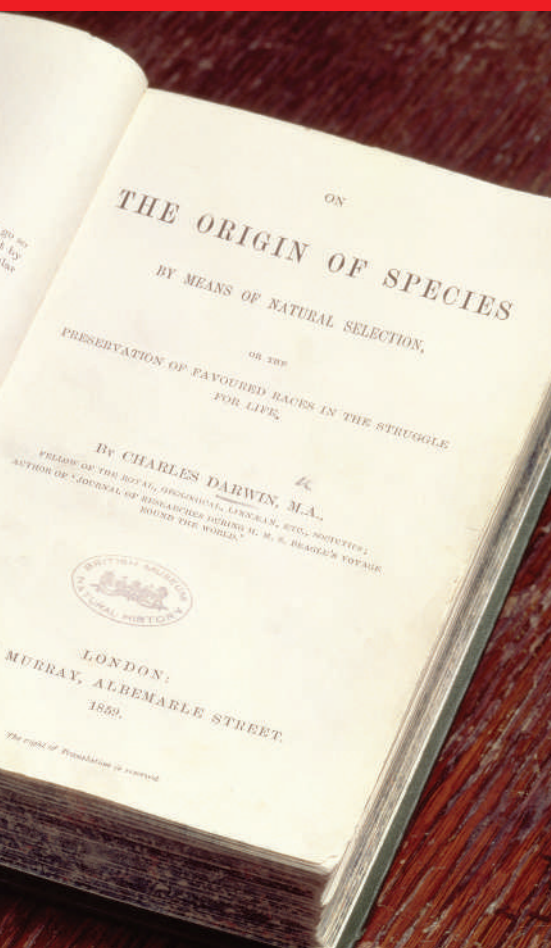 go so
by
ON
THE ORIGIN OF SPECIES
BY MEANS OF NATURAL SELECTION,
OR THE
PRESERVATION OF FAVOURED RACES IN THE STRUGGLE
FOR LIFE.
By CHARLES DARWIN, M.A.,
FELLOW OF THE ROYAL, GEOLOGICAL, LINNÆAN, ETC., SOCIETIES;
AUTHOR OF 'JOURNAL OF RESEARCHES DURING H. M. S. BEAGLE'S VOYAGE
ROUND THE WORLD.'
BRITISH MUSEUM
NATURAL HISTORY
LONDON:
MURRAY, ALBEMARLE STREET.
1859.
The right of Translation is reserved.